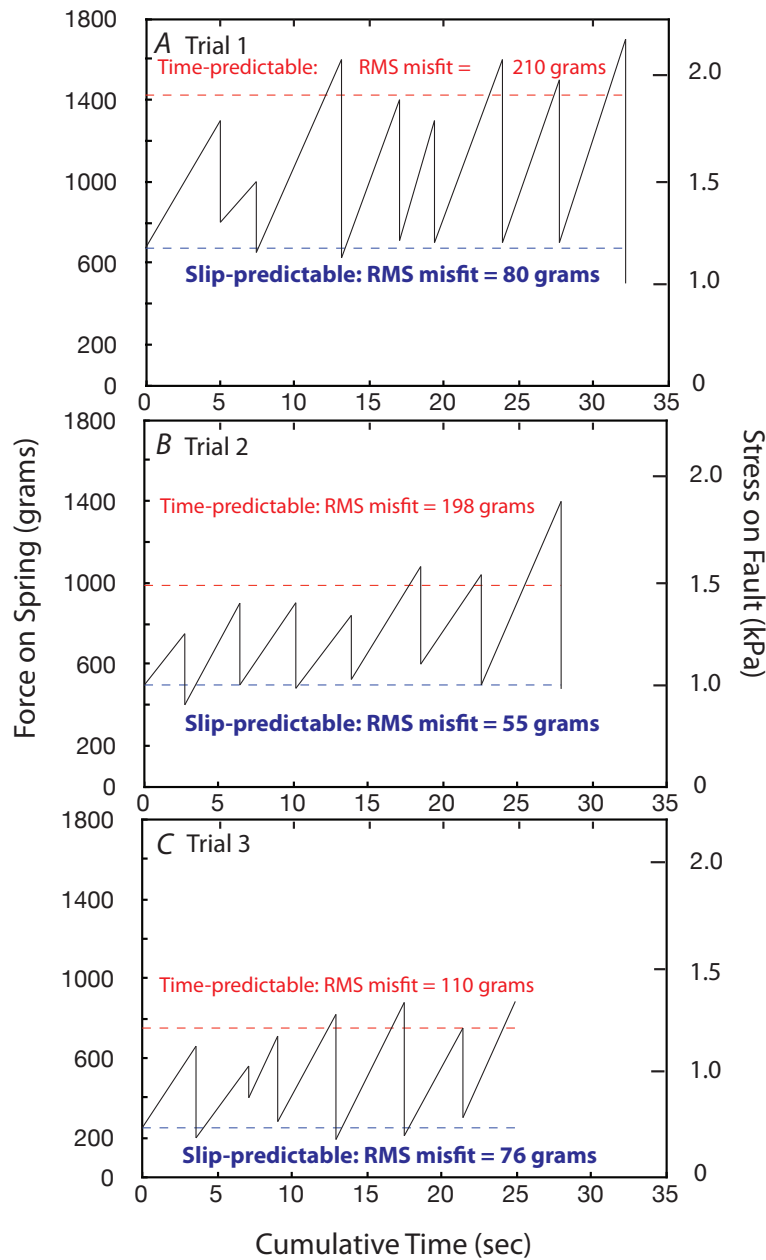 A Trial 1
Time-predictable: RMS misfit = 210 grams
Slip-predictable: RMS misfit = 80 grams
1800
1400
1000
600
200
0
2.0
1.5
1.0
0
0 5 10 15 20 25 30 35
B Trial 2
Time-predictable: RMS misfit = 198 grams
Slip-predictable: RMS misfit = 55 grams
1800
1400
1000
600
200
0
2.0
1.5
1.0
0
0 5 10 15 20 25 30 35
Force on Spring (grams)
Stress on Fault (kPa)
C Trial 3
Time-predictable: RMS misfit = 110 grams
Slip-predictable: RMS misfit = 76 grams
1800
1400
1000
600
200
0
2.0
1.5
1.0
0
0 5 10 15 20 25 30 35
Cumulative Time (sec)